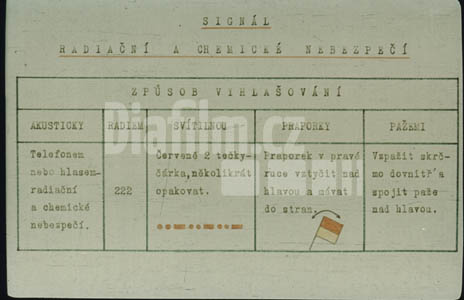 SIGNÁL
RADIAČNÍ A CHEMICKÉ NEBEZPEČÍ
ZPŮSOB VYHLAŠOVÁNÍ
AKUSTICKY RADIEM SVÍTILNOU PRAPORKY PAŽEMI
Telefonem
nebo hlasem-
radiační
a chemické
nebezpečí.
222
Červeně 2 tečky-
čárka, několikrát
opakovat.
Praporek v pravé
ruce vztyčit nad
hlavou a mávat
do stran.
Vzpažit skrč-
mo dovnitř a
spojit paže
nad hlavou.
Diafilm.cz